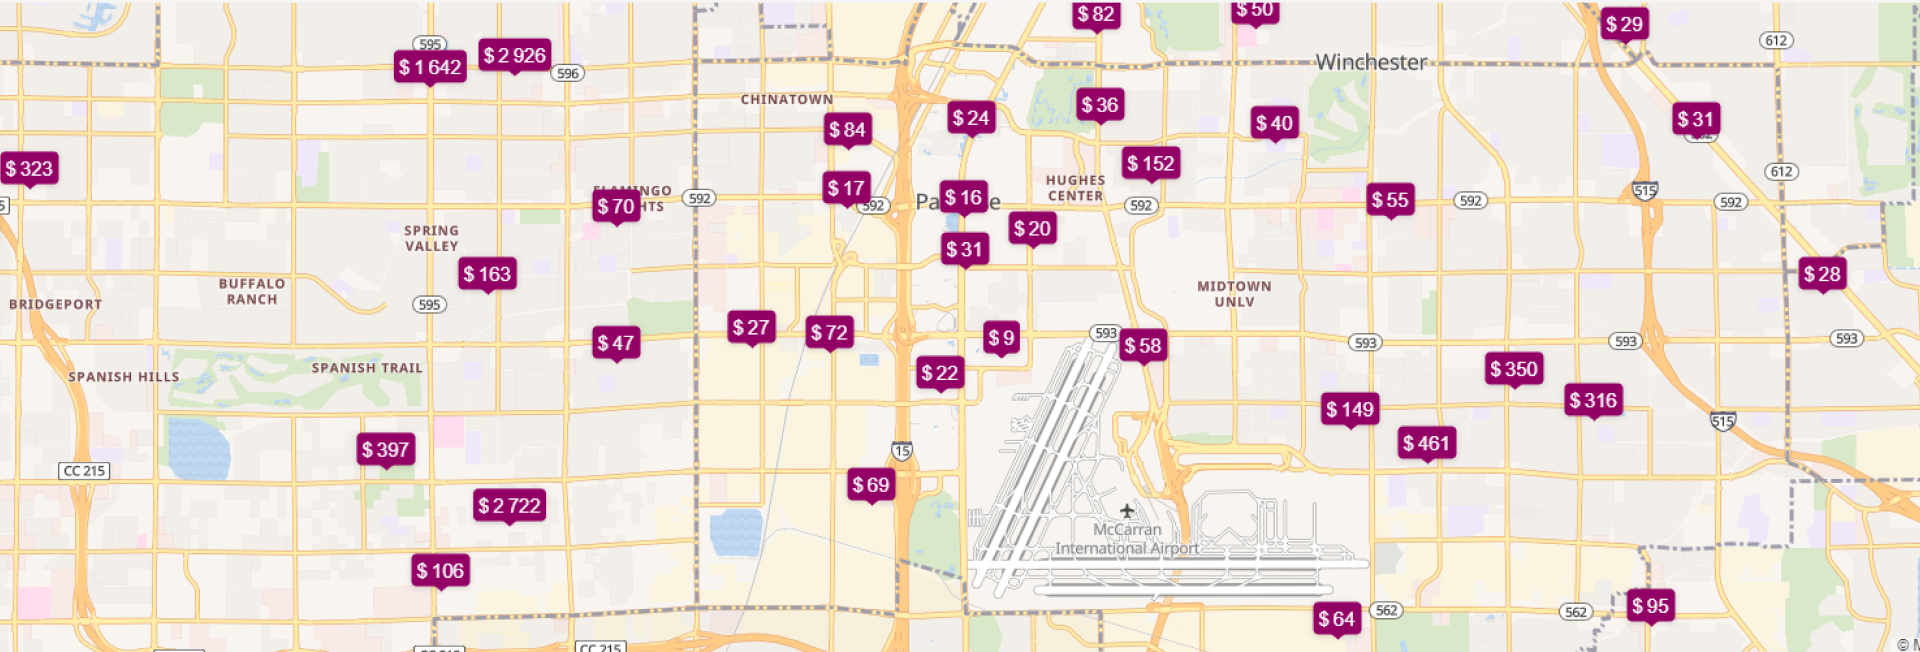 $ 82
$ 50
$ 29
595
612
$ 2 926
$ 1 642
596
Winchester
CHINATOWN
$ 36
$ 24
$ 40
$ 31
$ 84
$ 323
$ 152
612
HUGHES
CENTER
515
$ 17
$ 16
FLAMINGO
$ 70
592
592
592
$ 55
592
592
SPRING
VALLEY
$ 20
$ 31
$ 163
$ 28
BUFFALO
RANCH
BRIDGEPORT
595
MIDTOWN
UNLV
$ 27
$ 72
$ 9
593
$ 58
593
593
593
$ 47
SPANISH TRAIL
SPANISH HILLS
$ 22
$ 350
$ 316
$ 149
515
$ 461
$ 397
15
CC 215
$ 69
$ 2 722
McCarran
International Airport
$ 106
$ 64
562
562
$ 95
CC 215
©